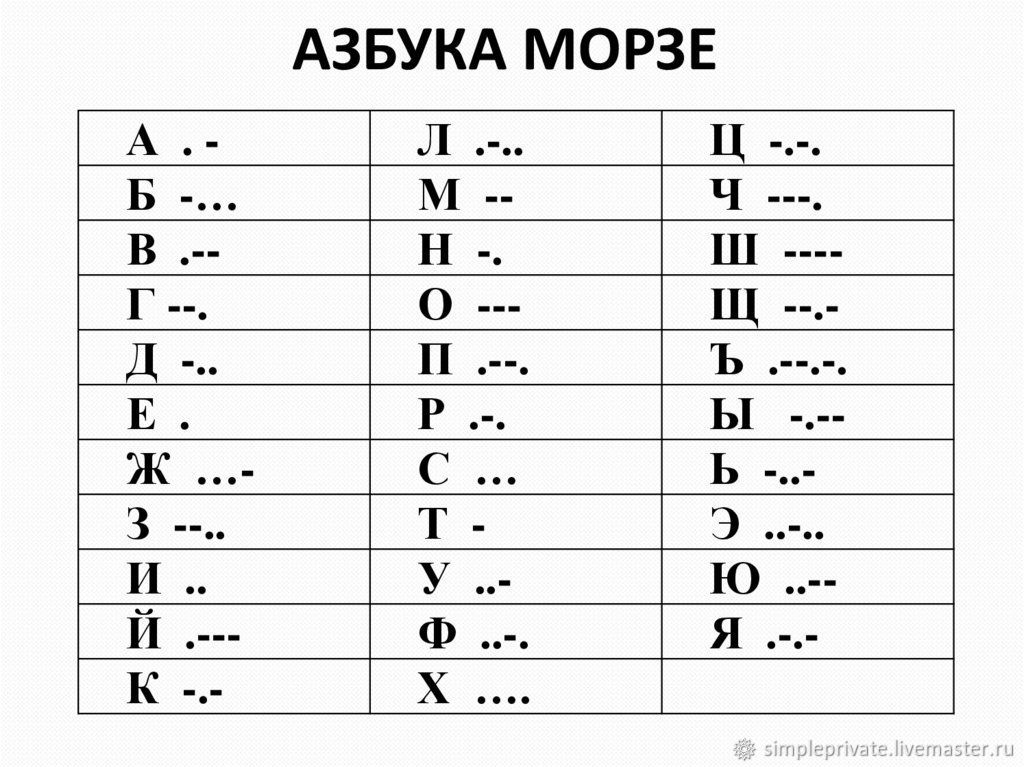 АЗБУКА МОРЗЕ
А . -
Б -…
В .--
Г --.
Д -..
Е .
Ж …-
З --..
И ..
Й .---
К -.-
Л .-..
М --
Н -.
О ---
П .--.
Р .-.
С …
Т -
У ..-
Ф ..-.
Х ….
Ц -.-.
Ч ---.
Ш ----
Щ --.-
Ъ .--.-.
Ы -.--
Ь -..-
Э ..-..
Ю ..--
Я .-.-
simpleprivate.livemaster.ru